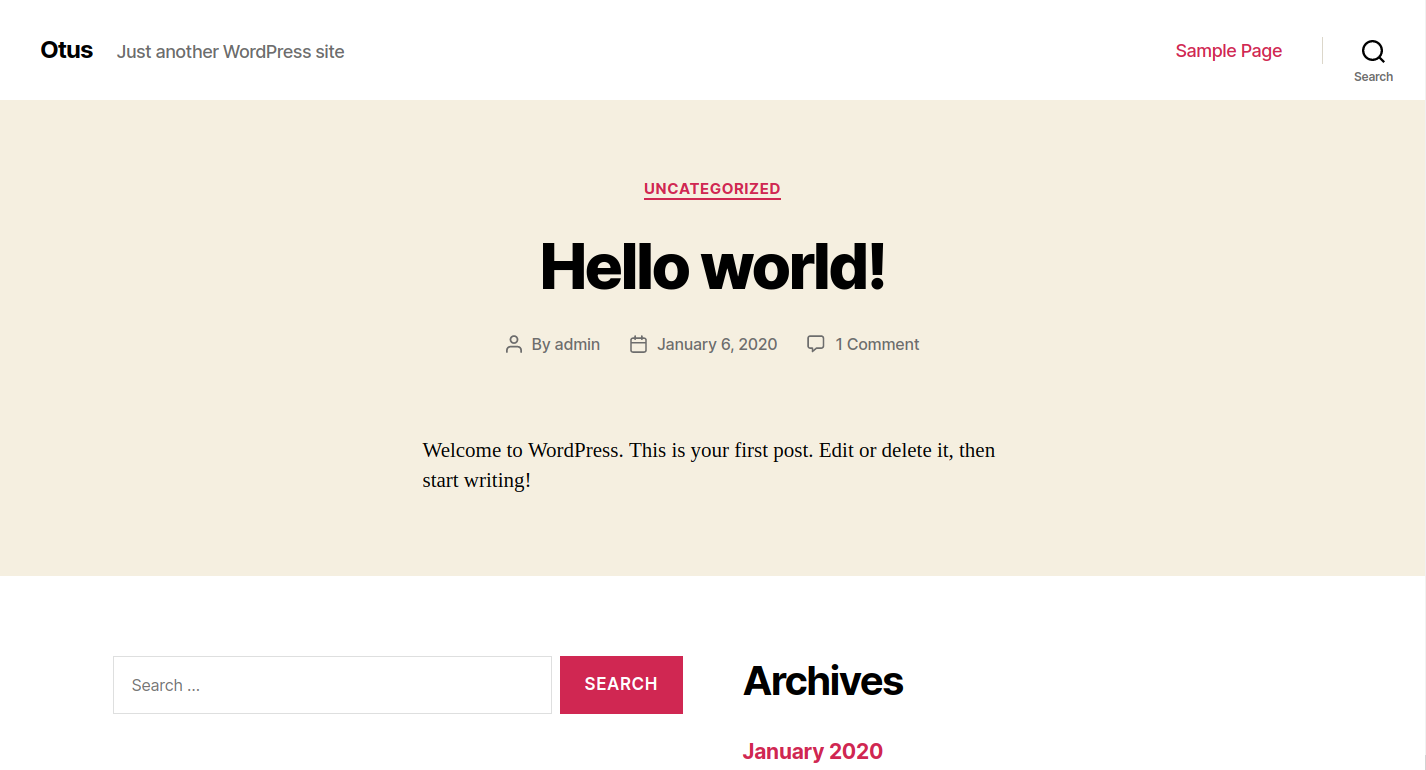 Otus Just another WordPress site Sample Page
Search
UNCATEGORIZED
Hello world!
By admin January 6, 2020 1 Comment
Welcome to WordPress. This is your first post. Edit or delete it, then
start writing!
Search … SEARCH
Archives
January 2020